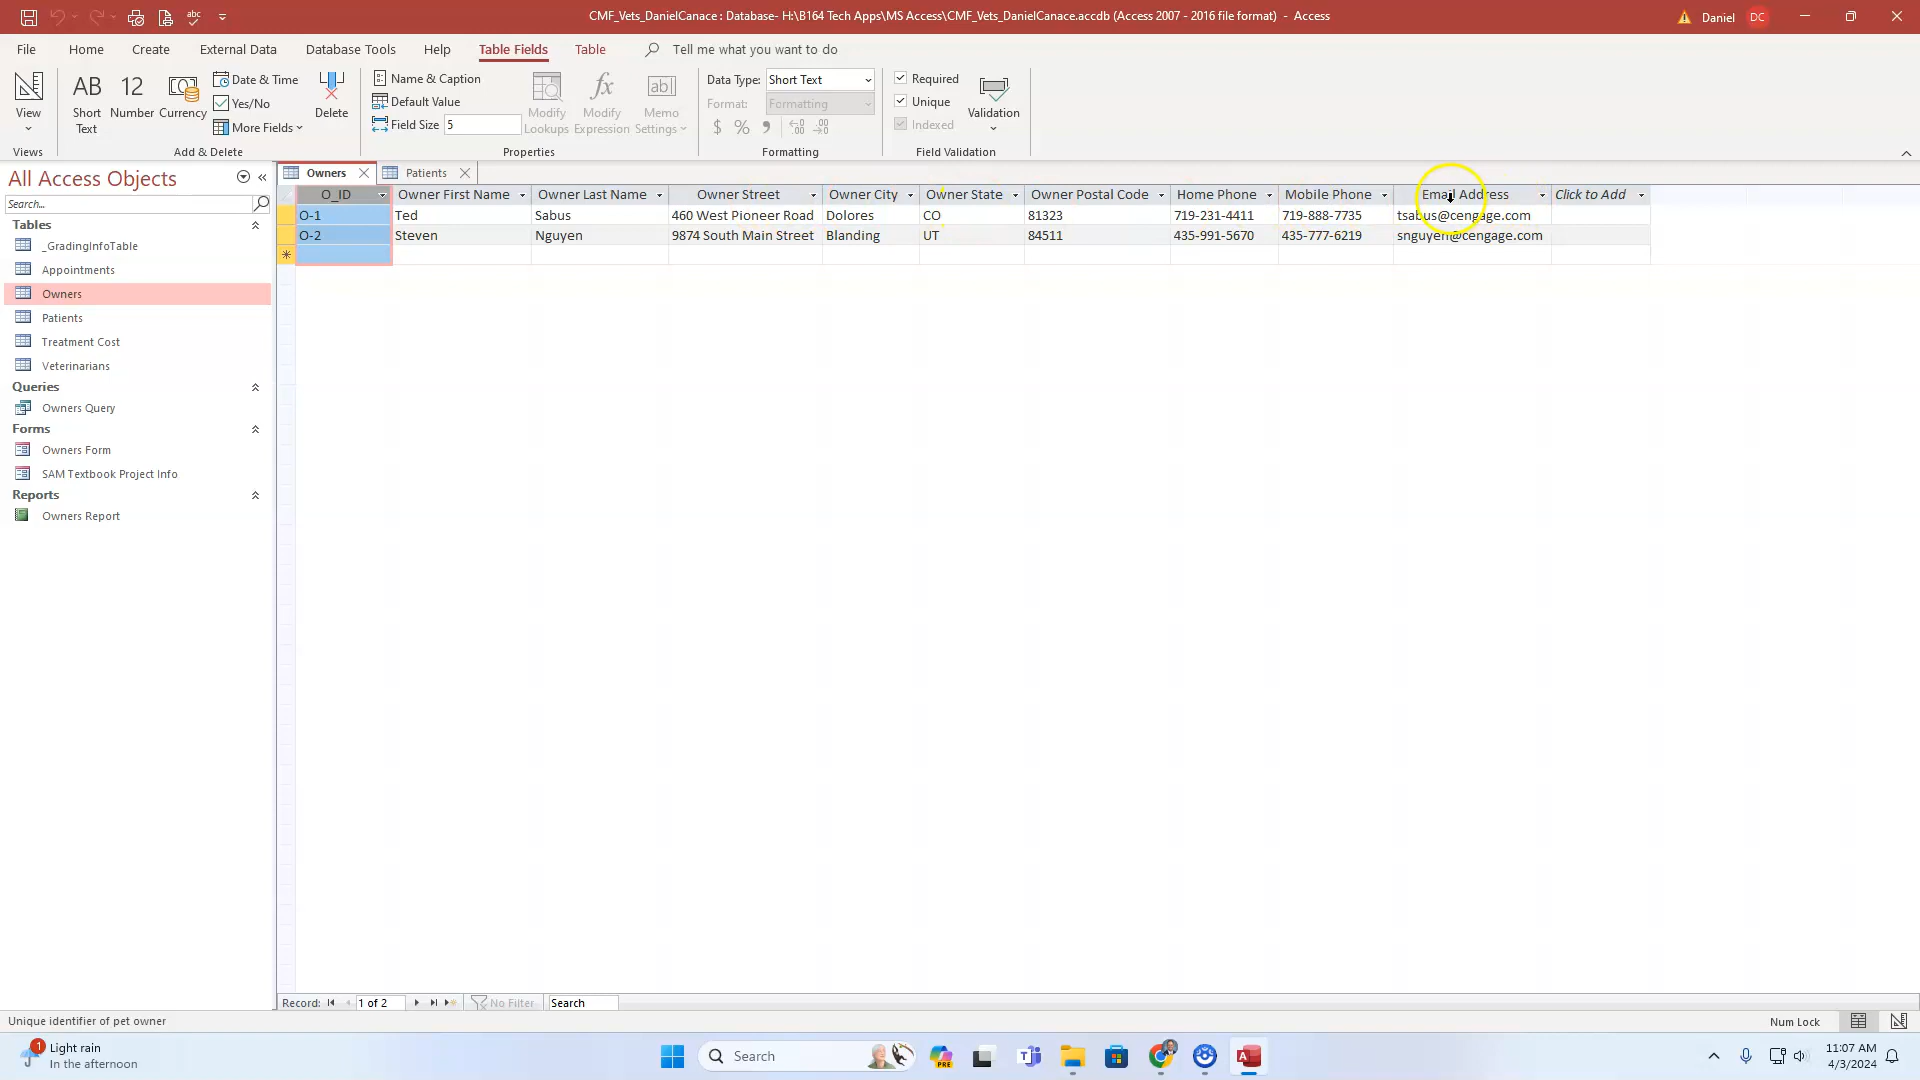 CMF_Vets_DanielCanace : Database- H:\B164 Tech Apps\MS Access\CMF_Vets_DanielCanace.accdb (Access 2007 - 2016 file format) - Access
Daniel DC
File Home Create External Data Database Tools Help Table Fields Table Tell me what you want to do
View
Views
AB Short Text
12 Number
Currency
Date & Time
Yes/No
More Fields
Delete
Add & Delete
Name & Caption
Default Value
Field Size 5
Modify Lookups
fx Modify Expression
ab Memo Settings
Properties
Data Type: Short Text
Format: Formatting
$ % 9
Formatting
Required
Unique
Indexed
Validation
Field Validation
All Access Objects
Search...
Tables
_GradingInfoTable
Appointments
Owners
Patients
Treatment Cost
Veterinarians
Queries
Owners Query
Forms
Owners Form
SAM Textbook Project Info
Reports
Owners Report
Owners Patients
O_ID Owner First Name Owner Last Name Owner Street Owner City Owner State Owner Postal Code Home Phone Mobile Phone Email Address Click to Add
O-1 Ted Sabus 460 West Pioneer Road Dolores CO 81323 719-231-4411 719-888-7735 tsabus@cengage.com
O-2 Steven Nguyen 9874 South Main Street Blanding UT 84511 435-991-5670 435-777-6219 snguyen@cengage.com
Record: 1 of 2 No Filter Search
Unique identifier of pet owner
Num Lock
1 Light rain
In the afternoon
Search
PRE
11:07 AM
4/3/2024